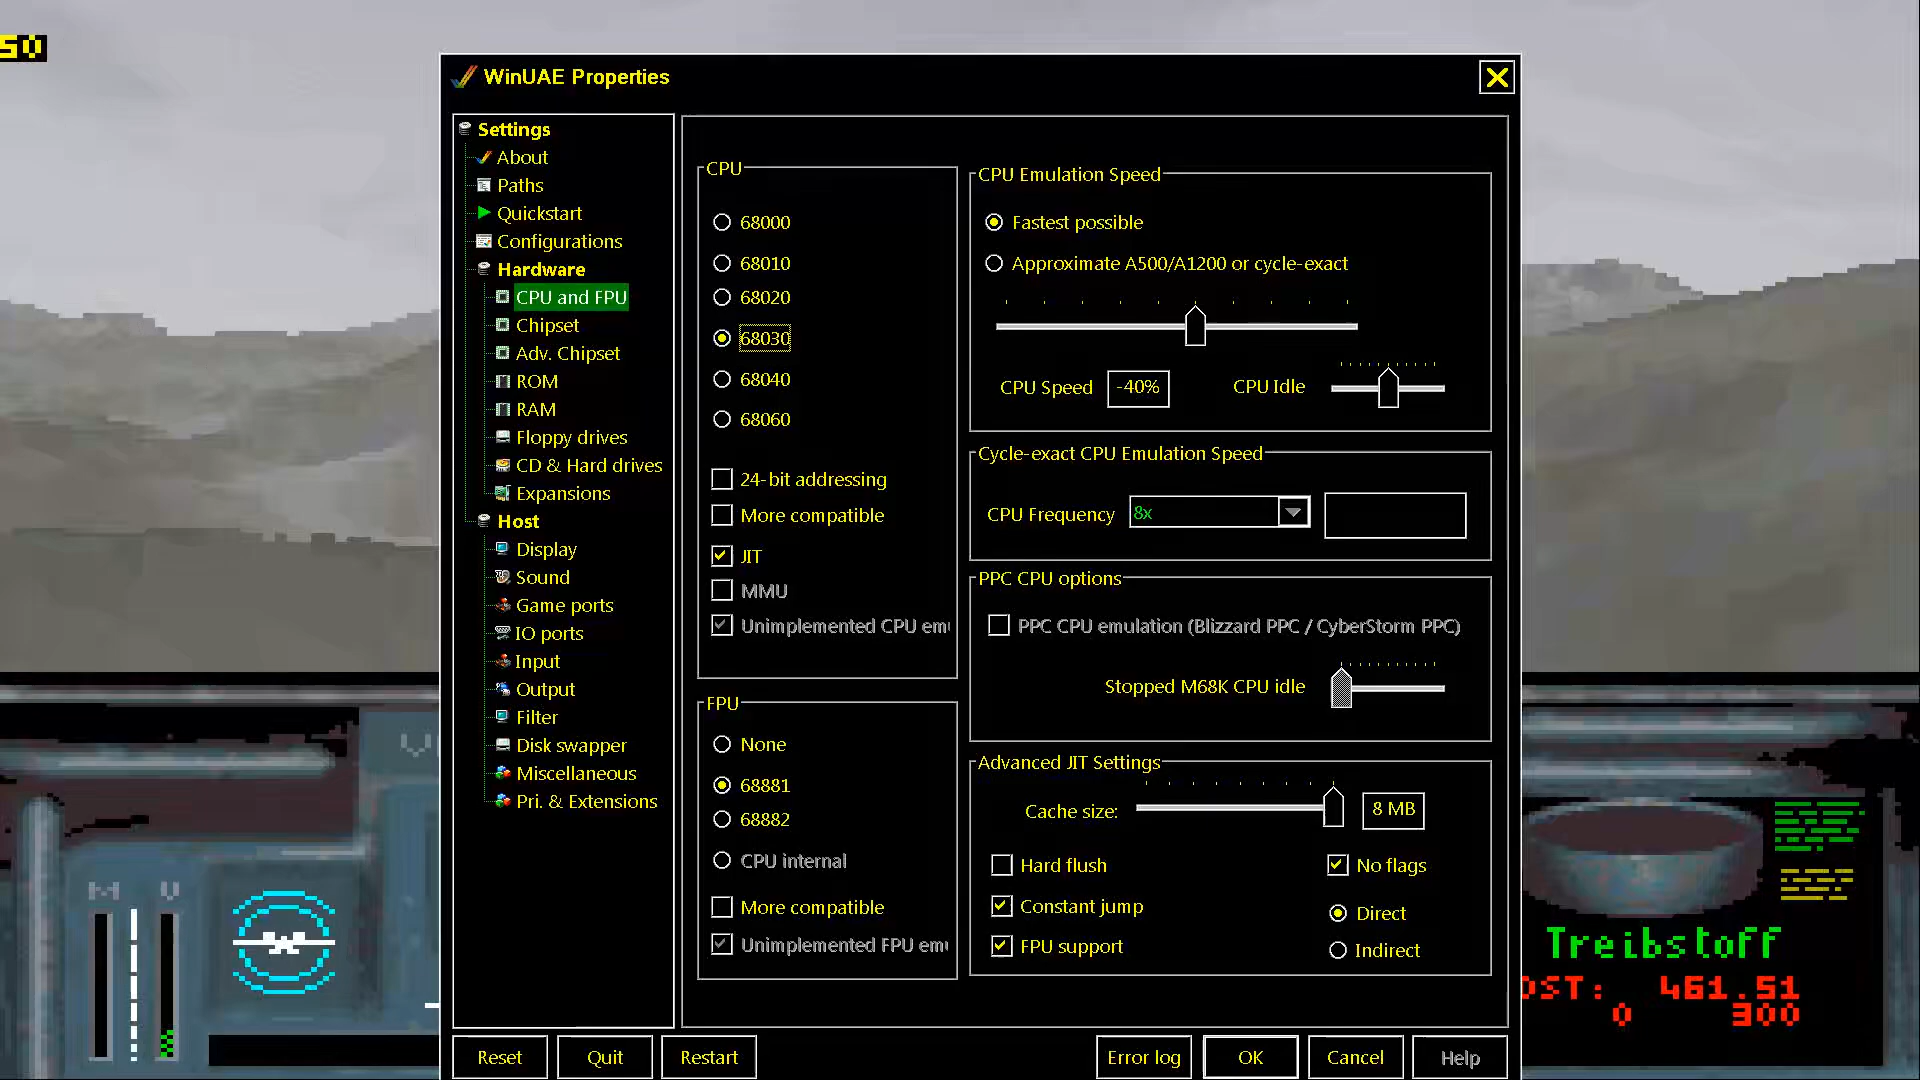 50
WinUAE Properties
Settings
About
Paths
Quickstart
Configurations
Hardware
CPU and FPU
Chipset
Adv. Chipset
ROM
RAM
Floppy drives
CD & Hard drives
Expansions
Host
Display
Sound
Game ports
IO ports
Input
Output
Filter
Disk swapper
Miscellaneous
Pri. & Extensions
CPU
68000
68010
68020
68030
68040
68060
24-bit addressing
More compatible
JIT
MMU
Unimplemented CPU emu
FPU
None
68881
68882
CPU internal
More compatible
Unimplemented FPU emu
CPU Emulation Speed
Fastest possible
Approximate A500/A1200 or cycle-exact
CPU Speed -40% CPU Idle
Cycle-exact CPU Emulation Speed
CPU Frequency 8x
PPC CPU options
PPC CPU emulation (Blizzard PPC / CyberStorm PPC)
Stopped M68K CPU idle
Advanced JIT Settings
Cache size: 8 MB
Hard flush No flags
Constant jump Direct
FPU support Indirect
Reset Quit Restart Error log OK Cancel Help
M V
Treibstoff
OST: 461.51
0 300